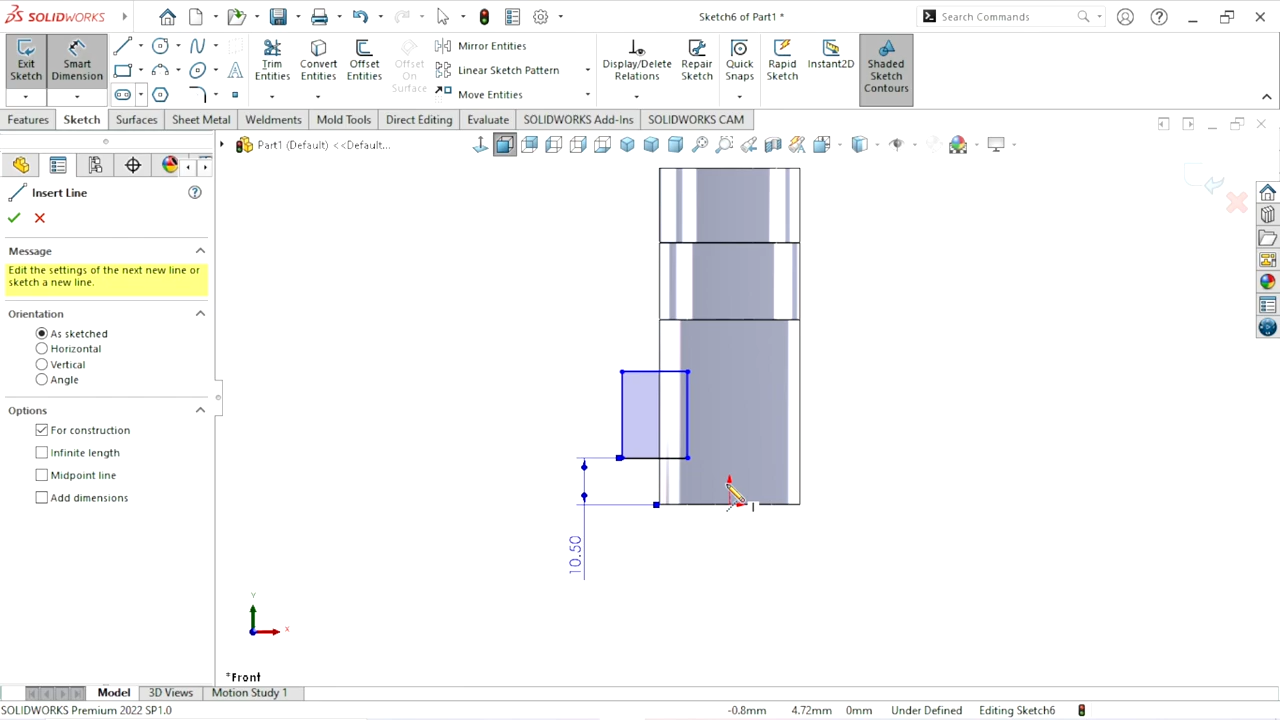 SOLIDWORKS
Sketch6 of Part1 *
Search Commands
Exit Sketch
Smart Dimension
Trim Entities
Convert Entities
Offset Entities
Offset On Surface
Mirror Entities
Linear Sketch Pattern
Move Entities
Display/Delete Relations
Repair Sketch
Quick Snaps
Rapid Sketch
Instant2D
Shaded Sketch Contours
Features
Sketch
Surfaces
Sheet Metal
Weldments
Mold Tools
Direct Editing
Evaluate
SOLIDWORKS Add-Ins
SOLIDWORKS CAM
Part1 (Default) <<Default...
Insert Line
Message
Edit the settings of the next new line or
sketch a new line.
Orientation
As sketched
Horizontal
Vertical
Angle
Options
For construction
Infinite length
Midpoint line
Add dimensions
10.50
Y
X
*Front
Model
3D Views
Motion Study 1
SOLIDWORKS Premium 2022 SP1.0
-0.8mm
4.72mm
0mm
Under Defined
Editing Sketch6